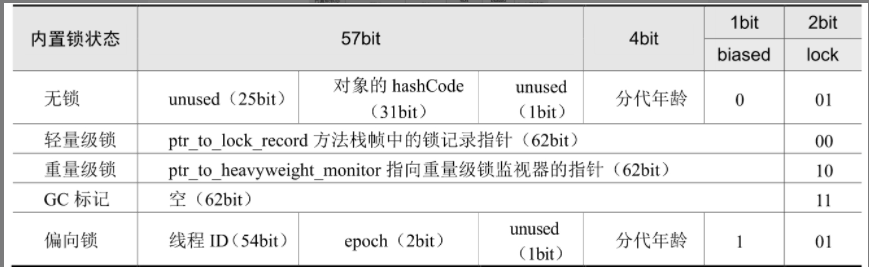 内置锁状态 57bit 4bit 1bit 2bit
biased lock
无锁 unused（25bit） 对象的 hashCode（31bit） unused（1bit） 分代年龄 0 01
轻量级锁 ptr_to_lock_record 方法栈帧中的锁记录指针（62bit） 00
重量级锁 ptr_to_heavyweight_monitor 指向重量级锁监视器的指针（62bit） 10
GC 标记 空（62bit） 11
偏向锁 线程 ID（54bit） epoch（2bit） unused（1bit） 分代年龄 1 01